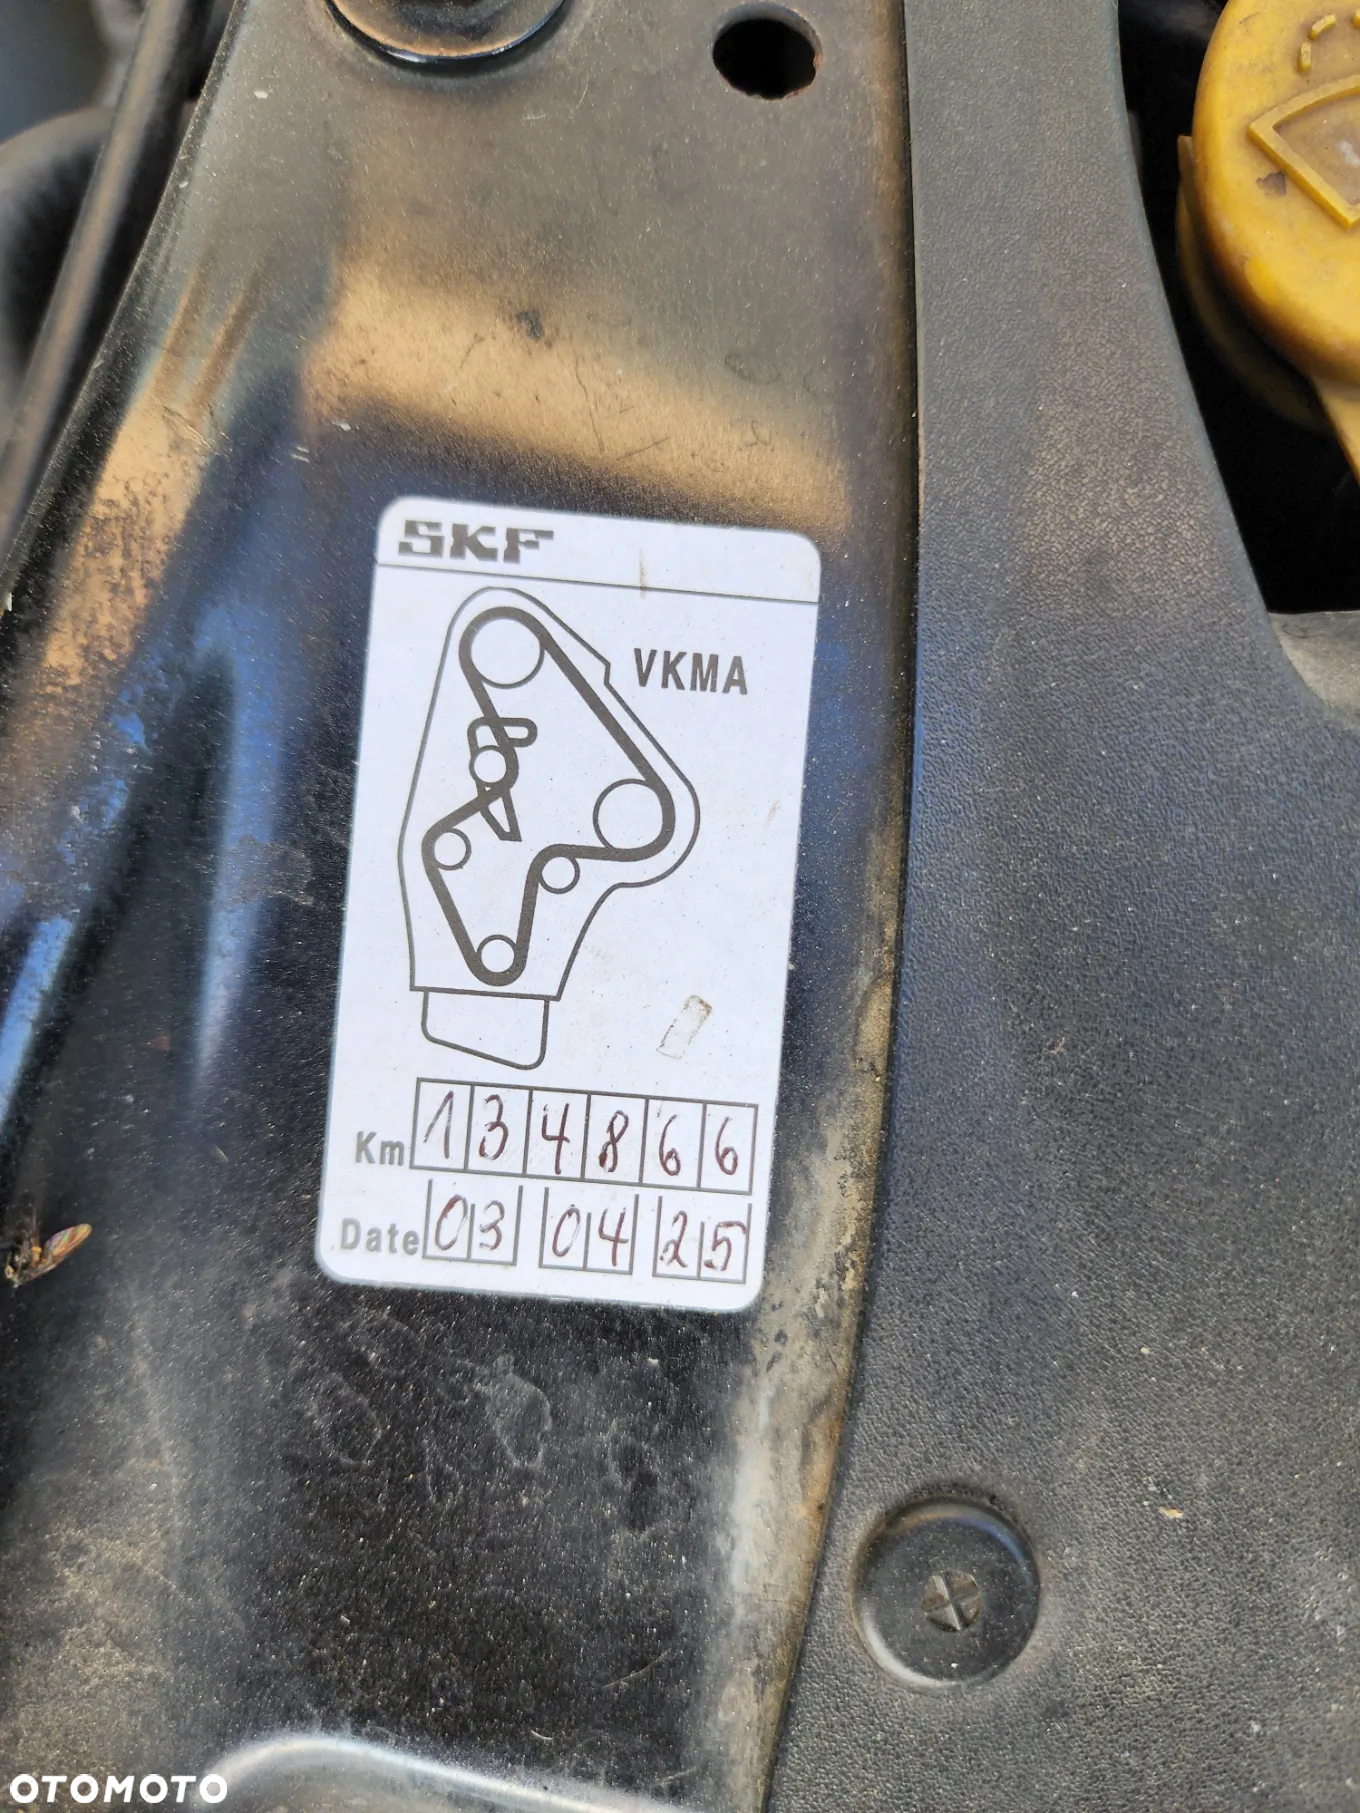 SKF
VKMA
Km 134866
Date 03 04 25
OTOMOTO